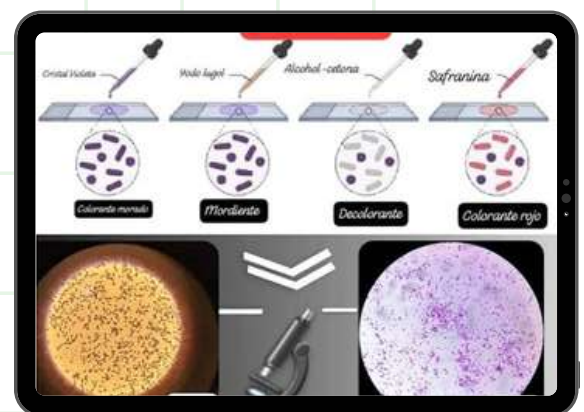 Cristal Violeta
Yodo lugol
Alcohol-cetona
Safranina
Colorante morado
Mordiente
Decolorante
Colorante rojo